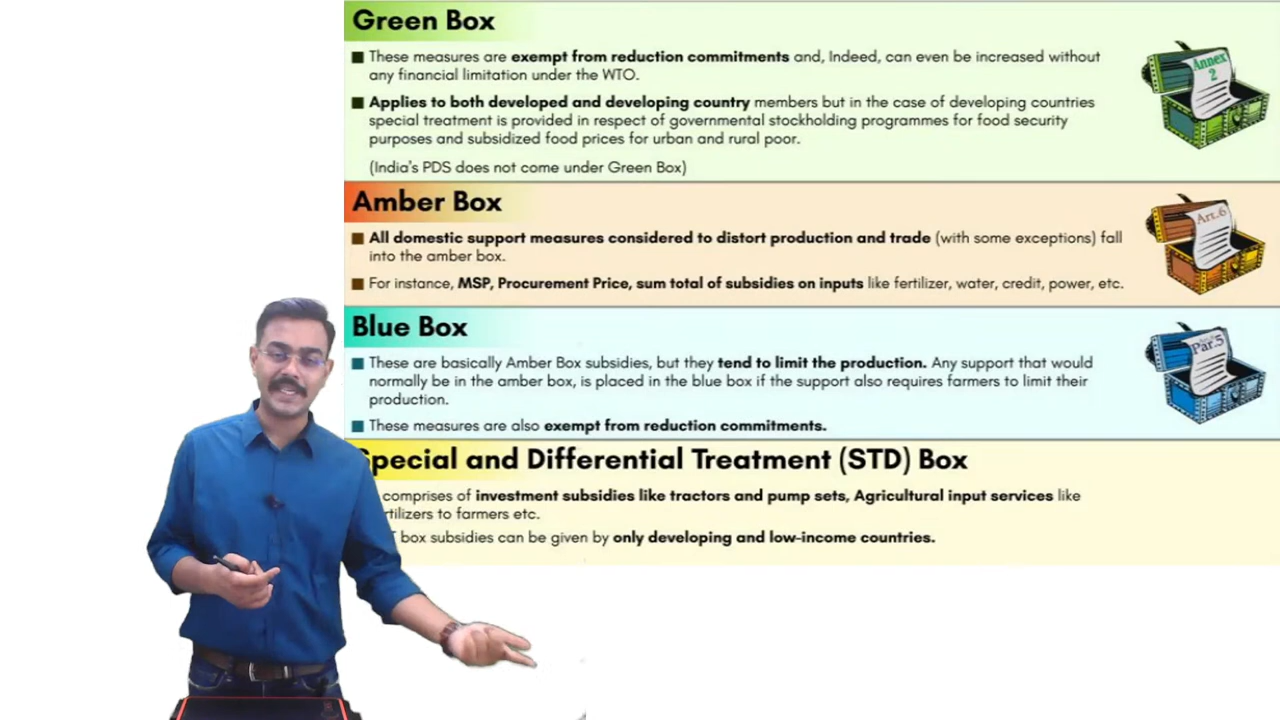 Green Box
These measures are exempt from reduction commitments and, Indeed, can even be increased without
any financial limitation under the WTO.
Applies to both developed and developing country members but in the case of developing countries
special treatment is provided in respect of governmental stockholding programmes for food security
purposes and subsidized food prices for urban and rural poor.
(India's PDS does not come under Green Box)
Annex
2
Amber Box
All domestic support measures considered to distort production and trade (with some exceptions) fall
into the amber box.
For instance, MSP, Procurement Price, sum total of subsidies on inputs like fertilizer, water, credit, power, etc.
Art.6
Blue Box
These are basically Amber Box subsidies, but they tend to limit the production. Any support that would
normally be in the amber box, is placed in the blue box if the support also requires farmers to limit their
production.
These measures are also exempt from reduction commitments.
Par.5
Special and Differential Treatment (STD) Box
comprises of investment subsidies like tractors and pump sets, Agricultural input services like
rtilizers to farmers etc.
box subsidies can be given by only developing and low-income countries.